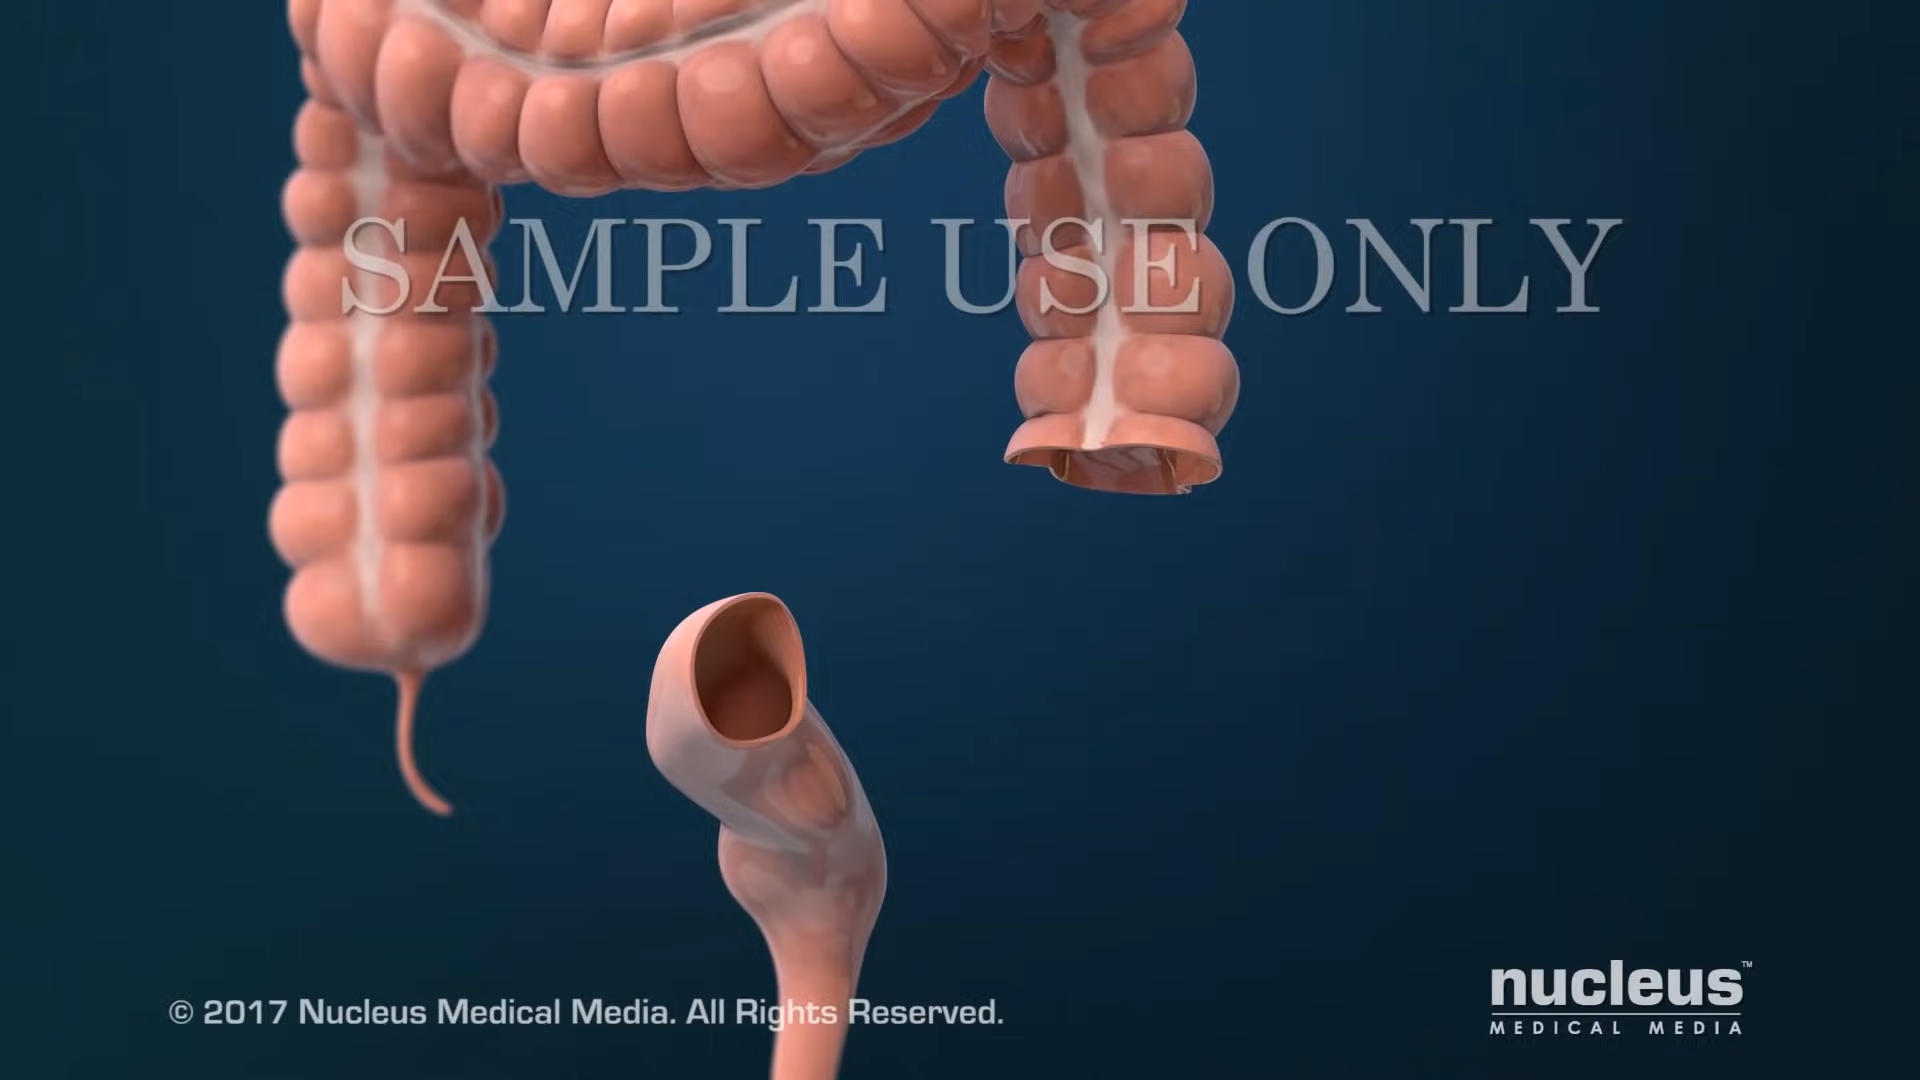 SAMPLE USE ONLY
© 2017 Nucleus Medical Media. All Rights Reserved.
nucleus™
MEDICAL MEDIA